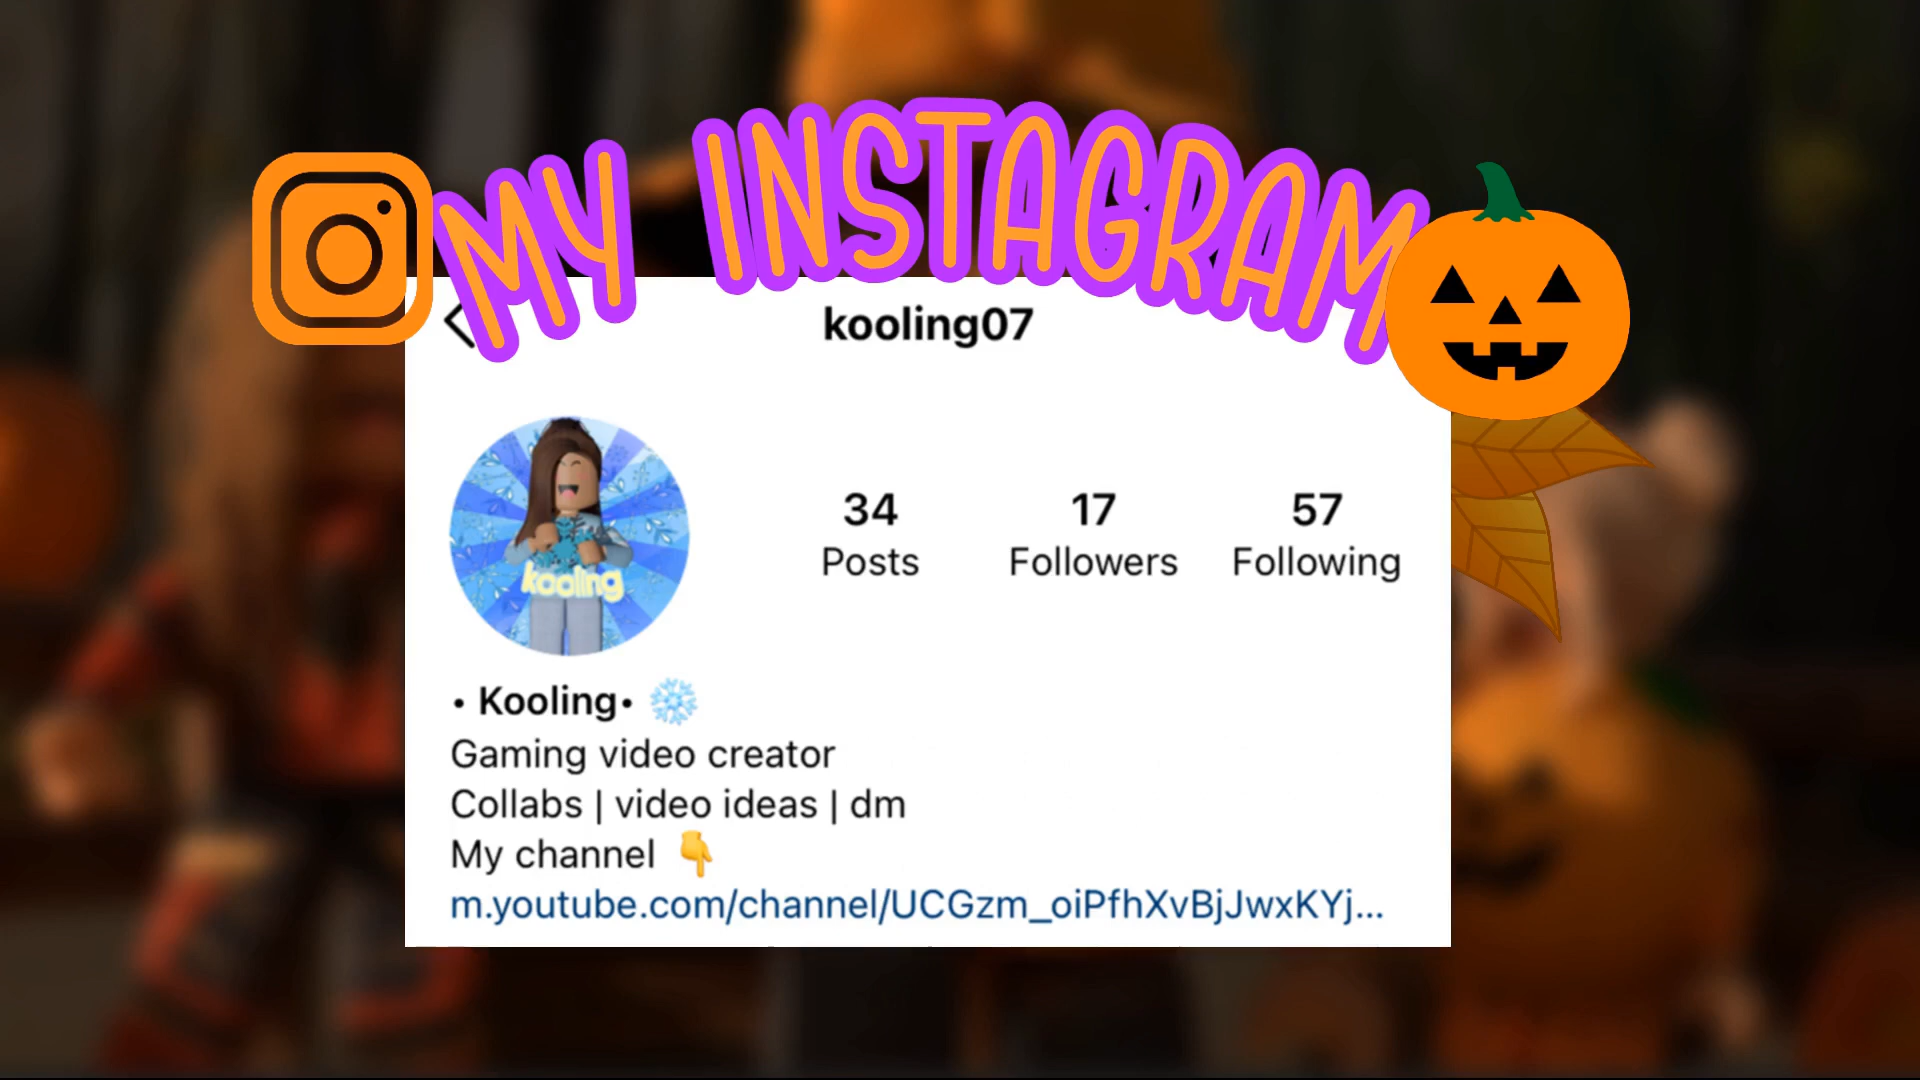 MY INSTAGRAM
kooling07
kooling
34
Posts
17
Followers
57
Following
• Kooling• ❄️
Gaming video creator
Collabs | video ideas | dm
My channel 👇
m.youtube.com/channel/UCGzm_oiPfhXvBjJwxKYj...